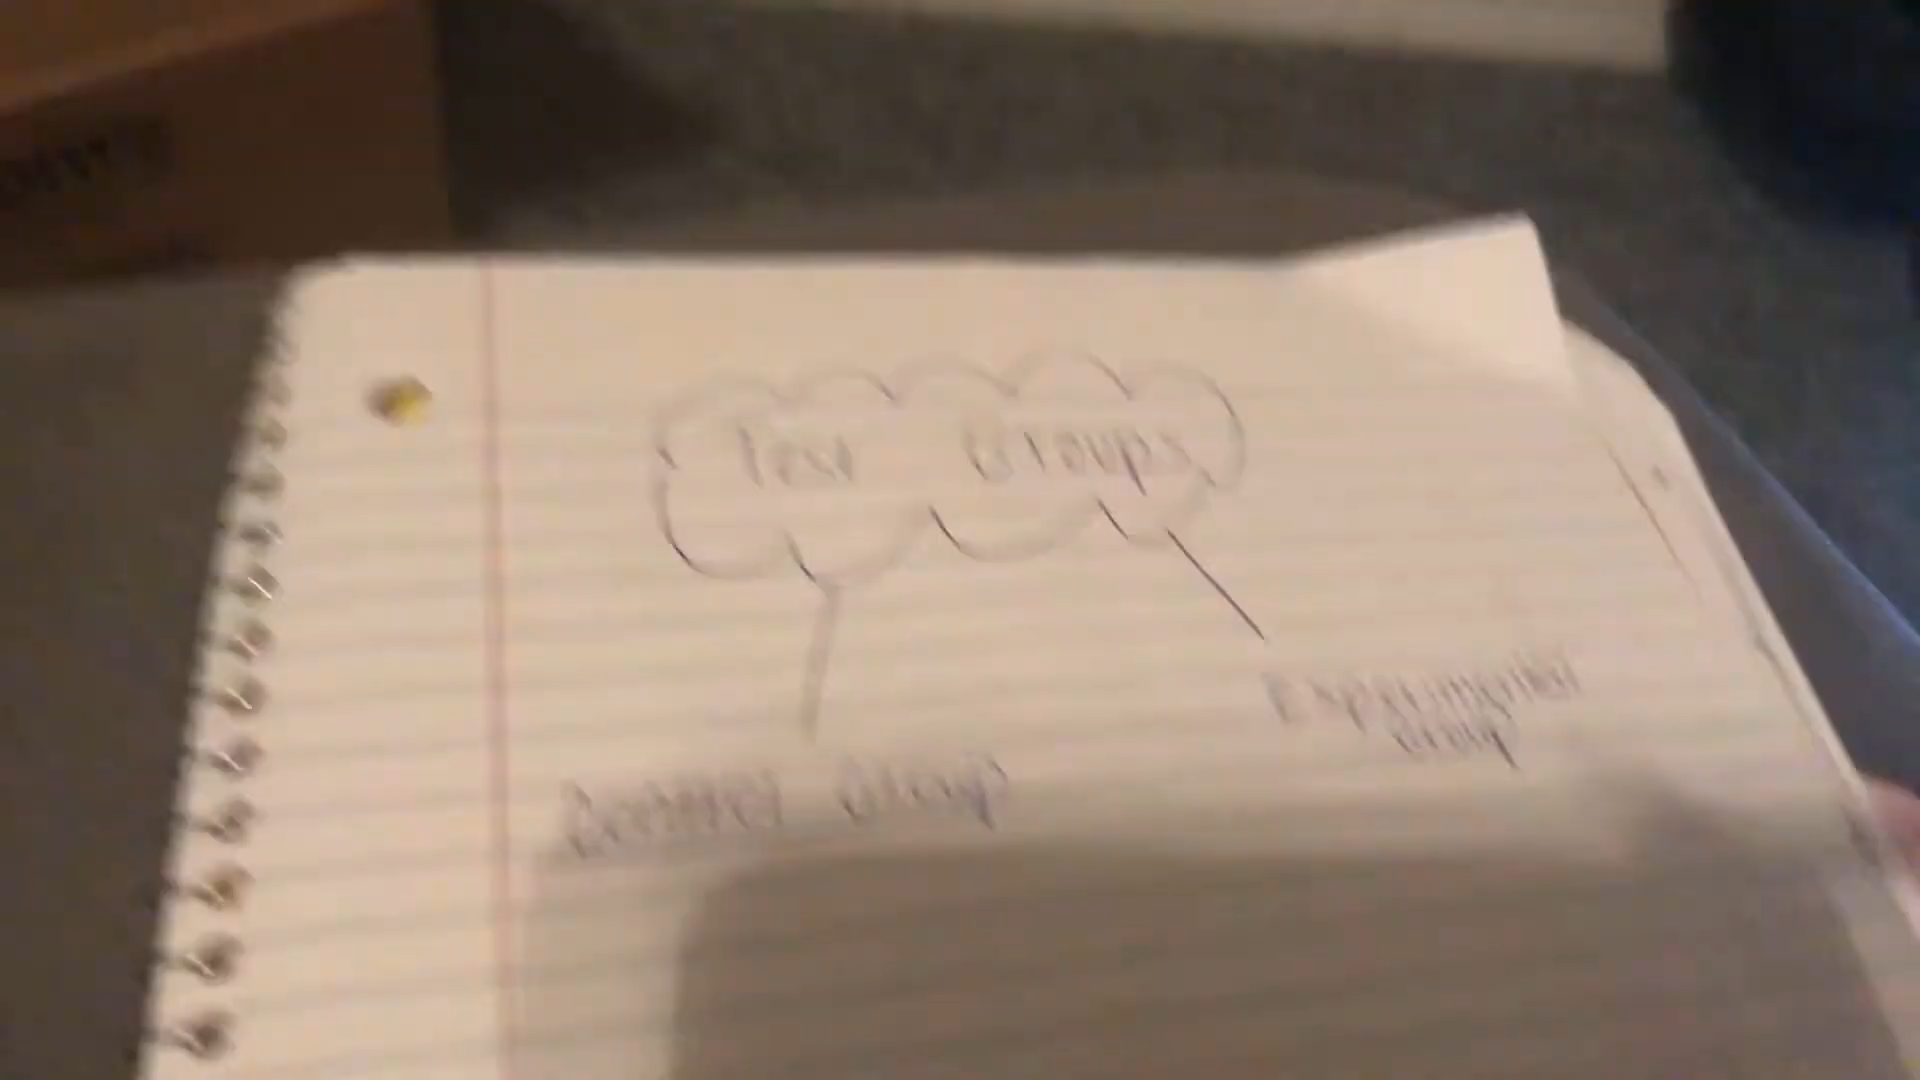 Test Groups
Experimental
Group
Control Group